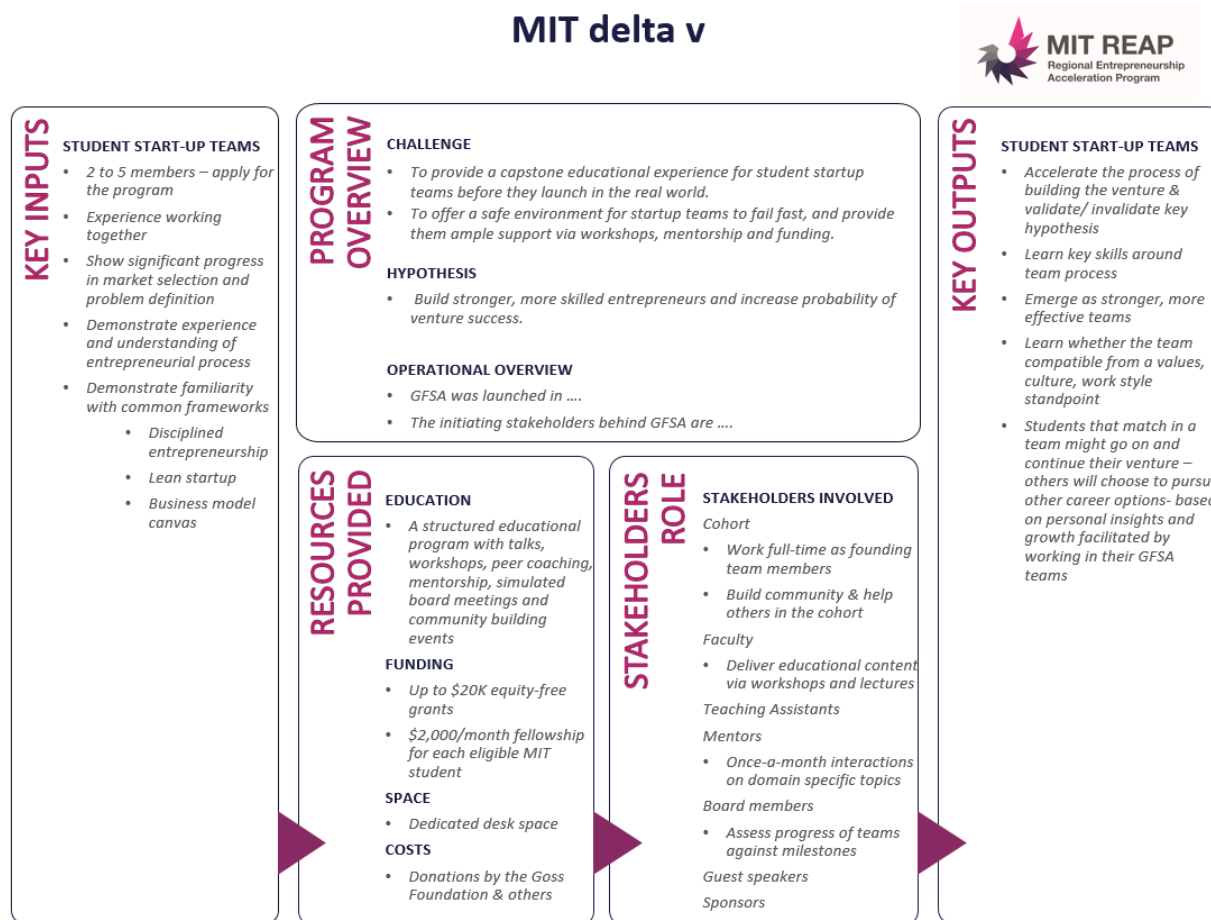 MIT delta v
MIT REAP
Regional Entrepreneurship
Acceleration Program
KEY INPUTS
STUDENT START-UP TEAMS
• 2 to 5 members – apply for
the program
• Experience working
together
• Show significant progress
in market selection and
problem definition
• Demonstrate experience
and understanding of
entrepreneurial process
• Demonstrate familiarity
with common frameworks
• Disciplined
entrepreneurship
• Lean startup
• Business model
canvas
PROGRAM
OVERVIEW
CHALLENGE
• To provide a capstone educational experience for student startup
teams before they launch in the real world.
• To offer a safe environment for startup teams to fail fast, and provide
them ample support via workshops, mentorship and funding.
HYPOTHESIS
• Build stronger, more skilled entrepreneurs and increase probability of
venture success.
OPERATIONAL OVERVIEW
• GFSA was launched in ....
• The initiating stakeholders behind GFSA are ....
RESOURCES
PROVIDED
EDUCATION
• A structured educational
program with talks,
workshops, peer coaching,
mentorship, simulated
board meetings and
community building
events
FUNDING
• Up to $20K equity-free
grants
• $2,000/month fellowship
for each eligible MIT
student
SPACE
• Dedicated desk space
COSTS
• Donations by the Goss
Foundation & others
STAKEHOLDERS
ROLE
STAKEHOLDERS INVOLVED
Cohort
• Work full-time as founding
team members
• Build community & help
others in the cohort
Faculty
• Deliver educational content
via workshops and lectures
Teaching Assistants
Mentors
• Once-a-month interactions
on domain specific topics
Board members
• Assess progress of teams
against milestones
Guest speakers
Sponsors
KEY OUTPUTS
STUDENT START-UP TEAMS
• Accelerate the process of
building the venture &
validate/ invalidate key
hypothesis
• Learn key skills around
team process
• Emerge as stronger, more
effective teams
• Learn whether the team
compatible from a values,
culture, work style
standpoint
• Students that match in a
team might go on and
continue their venture –
others will choose to pursu
other career options- base
on personal insights and
growth facilitated by
working in their GFSA
teams